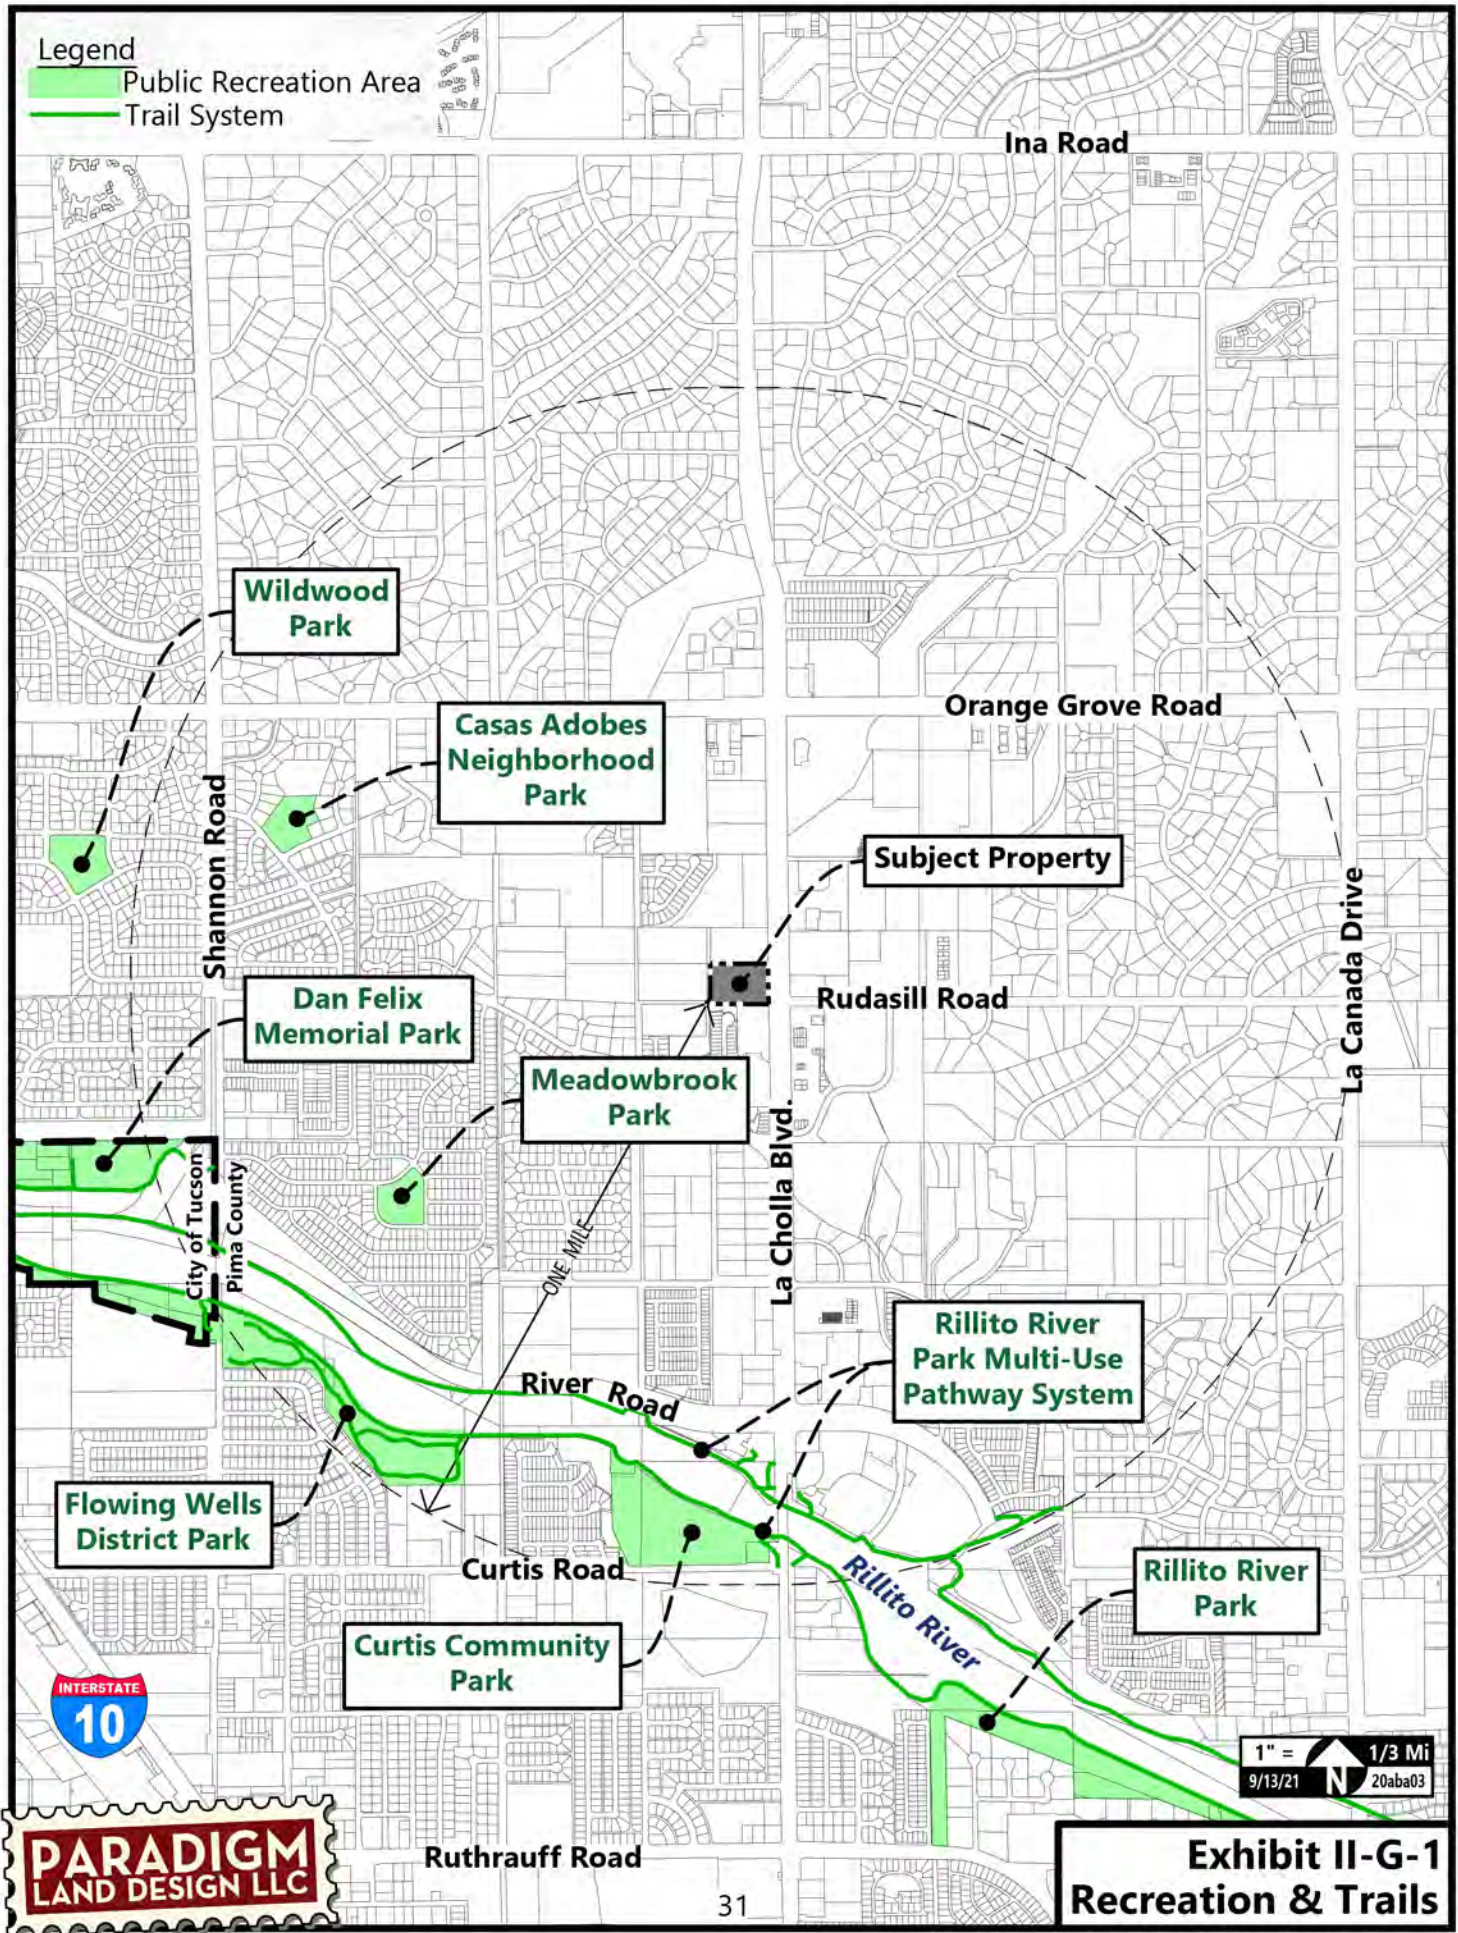 Legend
Public Recreation Area
Trail System
Ina Road
Wildwood
Park
Orange Grove Road
Casas Adobes
Neighborhood
Park
Shannon Road
Subject Property
La Canada Drive
Dan Felix
Memorial Park
Rudasill Road
Meadowbrook
Park
La Cholla Blvd.
City of Tucson
Pima County
ONE MILE
Rillito River
Park Multi-Use
Pathway System
River Road
Flowing Wells
District Park
Curtis Road
Rillito River
Rillito River
Park
Curtis Community
Park
INTERSTATE
10
1" = 1/3 Mi
9/13/21 N 20aba03
PARADIGM
LAND DESIGN LLC
Ruthrauff Road
31
Exhibit II-G-1
Recreation & Trails